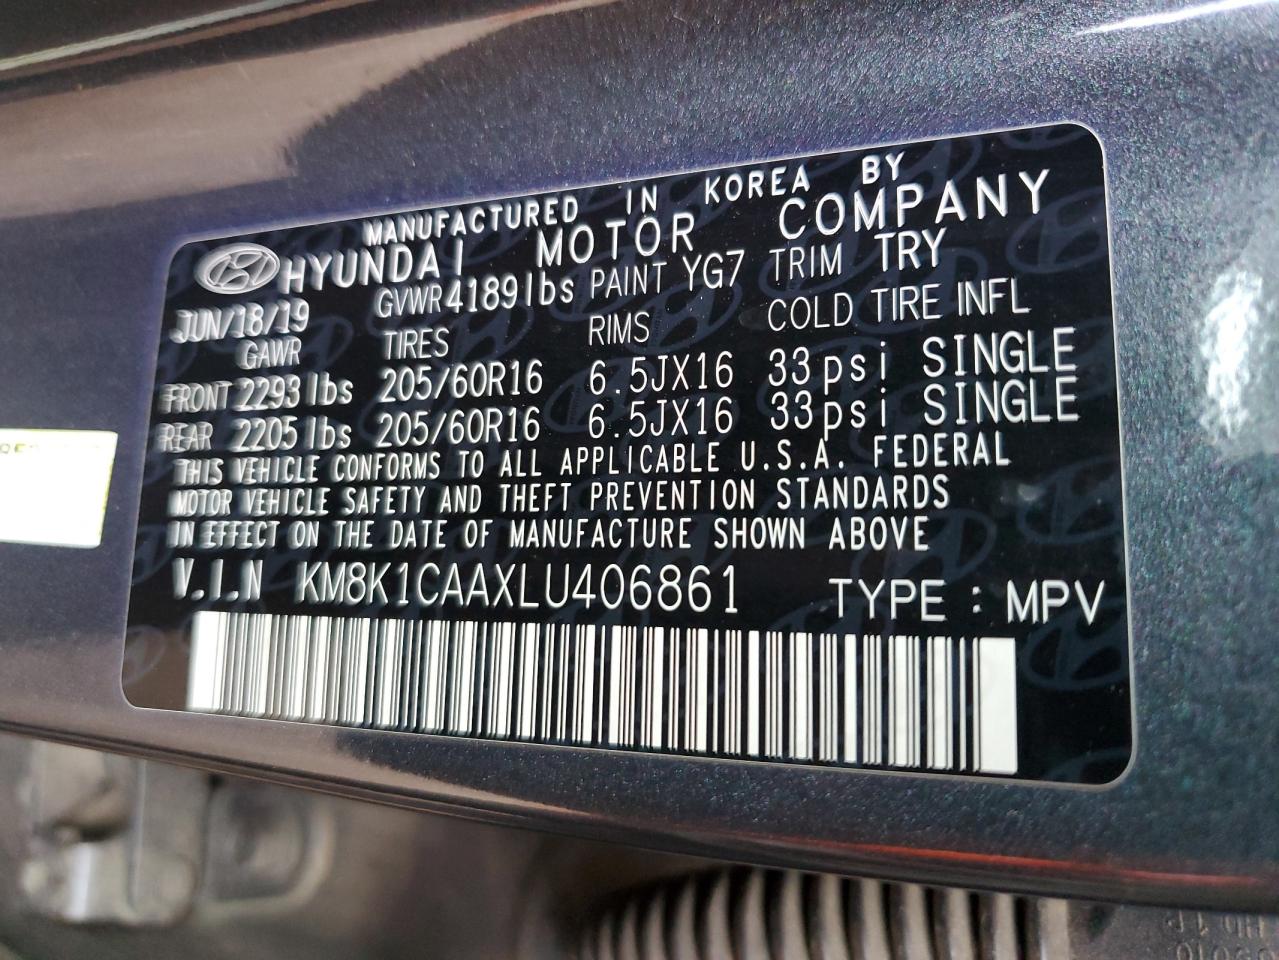 MANUFACTURED IN KOREA BY
HYUNDAI MOTOR COMPANY
JUN/18/19 GVWR 4189 lbs PAINT YG7 TRIM TRY
GAWR TIRES RIMS COLD TIRE INFL
FRONT 2293 lbs 205/60R16 6.5JX16 33psi SINGLE
REAR 2205 lbs 205/60R16 6.5JX16 33psi SINGLE
THIS VEHICLE CONFORMS TO ALL APPLICABLE U.S.A. FEDERAL
MOTOR VEHICLE SAFETY AND THEFT PREVENTION STANDARDS
IN EFFECT ON THE DATE OF MANUFACTURE SHOWN ABOVE
V.I.N KM8K1CAAXLU406861 TYPE : MPV